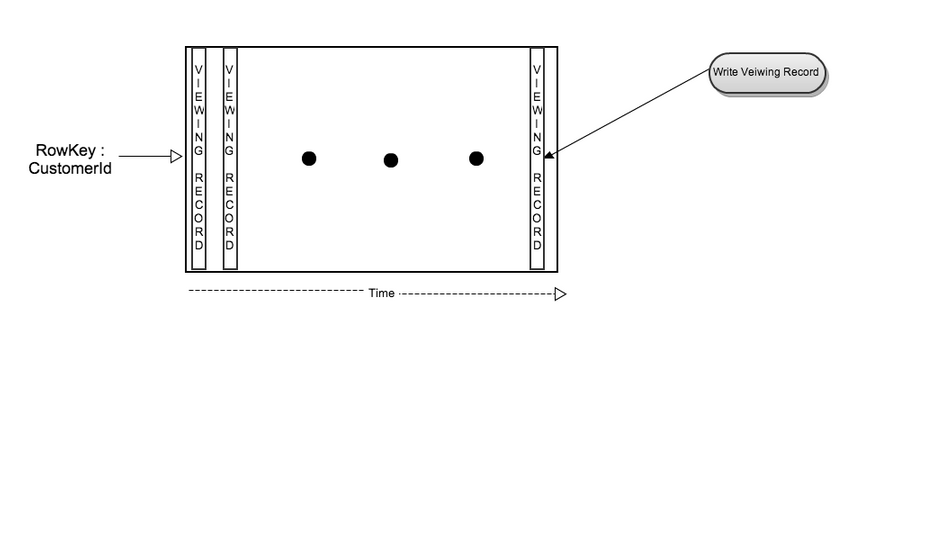 Write Veiwing Record
VIEWING RECORD
VIEWING RECORD
VIEWING RECORD
RowKey :
CustomerId
Time